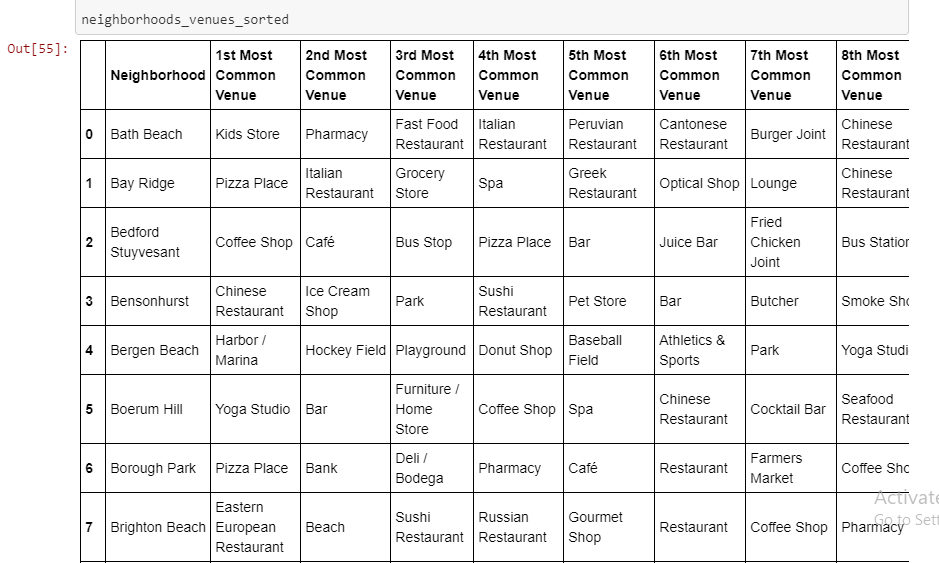 neighborhoods_venues_sorted
Out[55]:
Neighborhood 1st Most Common Venue 2nd Most Common Venue 3rd Most Common Venue 4th Most Common Venue 5th Most Common Venue 6th Most Common Venue 7th Most Common Venue 8th Most Common Venue
0 Bath Beach Kids Store Pharmacy Fast Food Restaurant Italian Restaurant Peruvian Restaurant Cantonese Restaurant Burger Joint Chinese Restaurant
1 Bay Ridge Pizza Place Italian Restaurant Grocery Store Spa Greek Restaurant Optical Shop Lounge Chinese Restaurant
2 Bedford Stuyvesant Coffee Shop Café Bus Stop Pizza Place Bar Juice Bar Fried Chicken Joint Bus Station
3 Bensonhurst Chinese Restaurant Ice Cream Shop Park Sushi Restaurant Pet Store Bar Butcher Smoke Sho
4 Bergen Beach Harbor / Marina Hockey Field Playground Donut Shop Baseball Field Athletics & Sports Park Yoga Studi
5 Boerum Hill Yoga Studio Bar Furniture / Home Store Coffee Shop Spa Chinese Restaurant Cocktail Bar Seafood Restaurant
6 Borough Park Pizza Place Bank Deli / Bodega Pharmacy Café Restaurant Farmers Market Coffee Sho
7 Brighton Beach Eastern European Restaurant Beach Sushi Restaurant Russian Restaurant Gourmet Shop Restaurant Coffee Shop Pharmacy
Activate
Go to Sett